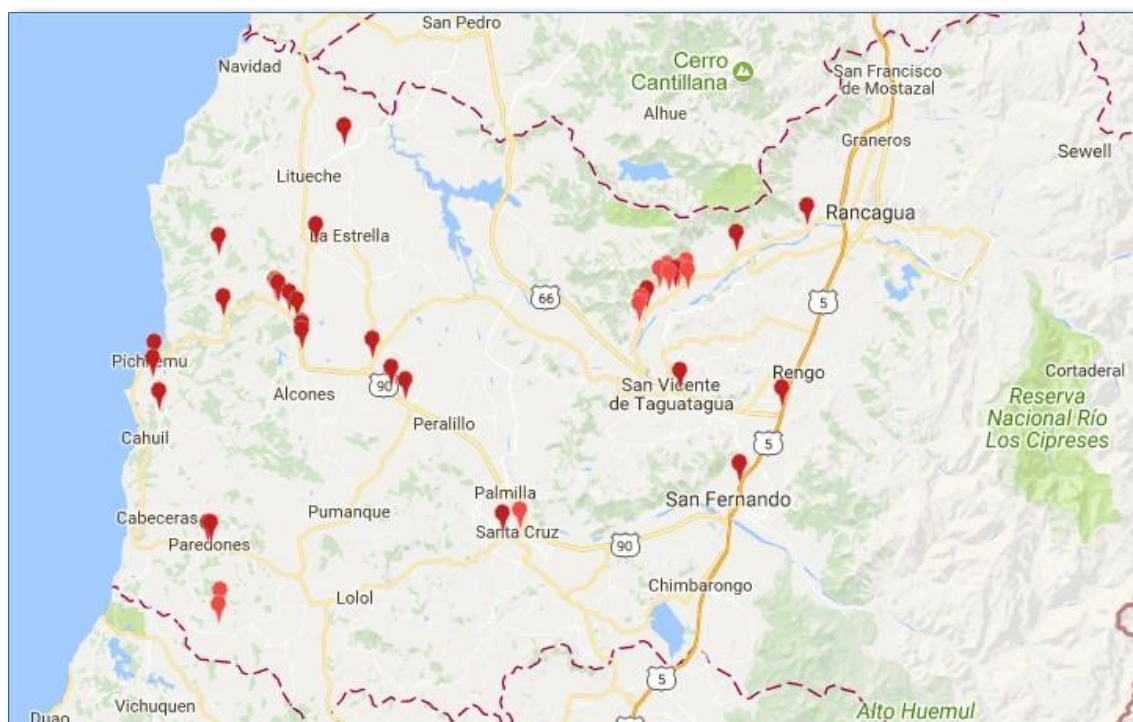 San Pedro
Navidad
Cerro
Cantillana
Alhue
San Francisco
de Mostazal
Graneros
Sewell
Litueche
Rancagua
La Estrella
66
5
Pichilemu
Alcones
90
Peralillo
San Vicente
de Taguatagua
Rengo
Cortaderal
Reserva
Nacional Río
Los Cipreses
Cahuil
5
Palmilla
San Fernando
Cabeceras
Pumanque
Santa Cruz
Paredones
90
Lolol
Chimbarongo
5
Vichuquen
Duao
Alto Huemul